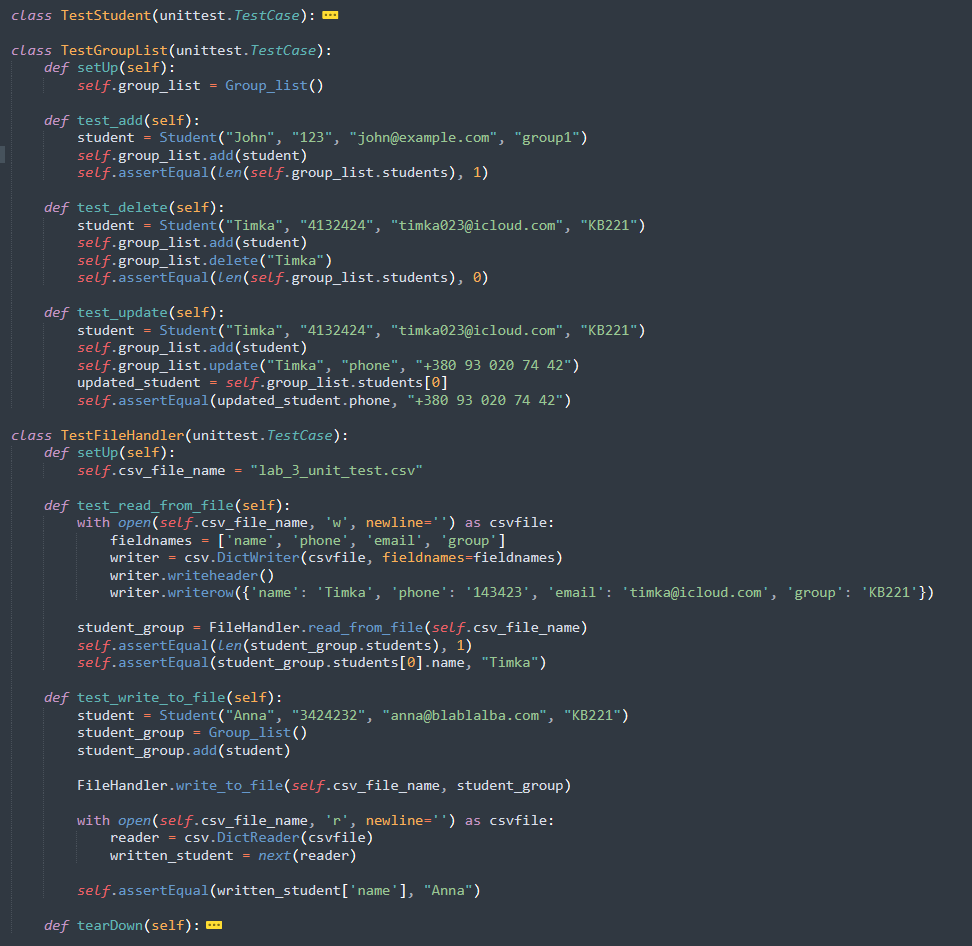 class TestStudent(unittest.TestCase): ···
class TestGroupList(unittest.TestCase):
    def setUp(self):
        self.group_list = Group_list()

    def test_add(self):
        student = Student("John", "123", "john@example.com", "group1")
        self.group_list.add(student)
        self.assertEqual(len(self.group_list.students), 1)

    def test_delete(self):
        student = Student("Timka", "4132424", "timka023@icloud.com", "KB221")
        self.group_list.add(student)
        self.group_list.delete("Timka")
        self.assertEqual(len(self.group_list.students), 0)

    def test_update(self):
        student = Student("Timka", "4132424", "timka023@icloud.com", "KB221")
        self.group_list.add(student)
        self.group_list.update("Timka", "phone", "+380 93 020 74 42")
        updated_student = self.group_list.students[0]
        self.assertEqual(updated_student.phone, "+380 93 020 74 42")

class TestFileHandler(unittest.TestCase):
    def setUp(self):
        self.csv_file_name = "lab_3_unit_test.csv"

    def test_read_from_file(self):
        with open(self.csv_file_name, 'w', newline='') as csvfile:
            fieldnames = ['name', 'phone', 'email', 'group']
            writer = csv.DictWriter(csvfile, fieldnames=fieldnames)
            writer.writeheader()
            writer.writerow({'name': 'Timka', 'phone': '143423', 'email': 'timka@icloud.com', 'group': 'KB221'})

        student_group = FileHandler.read_from_file(self.csv_file_name)
        self.assertEqual(len(student_group.students), 1)
        self.assertEqual(student_group.students[0].name, "Timka")

    def test_write_to_file(self):
        student = Student("Anna", "3424232", "anna@blablalba.com", "KB221")
        student_group = Group_list()
        student_group.add(student)

        FileHandler.write_to_file(self.csv_file_name, student_group)

        with open(self.csv_file_name, 'r', newline='') as csvfile:
            reader = csv.DictReader(csvfile)
            written_student = next(reader)

        self.assertEqual(written_student['name'], "Anna")

    def tearDown(self): ···